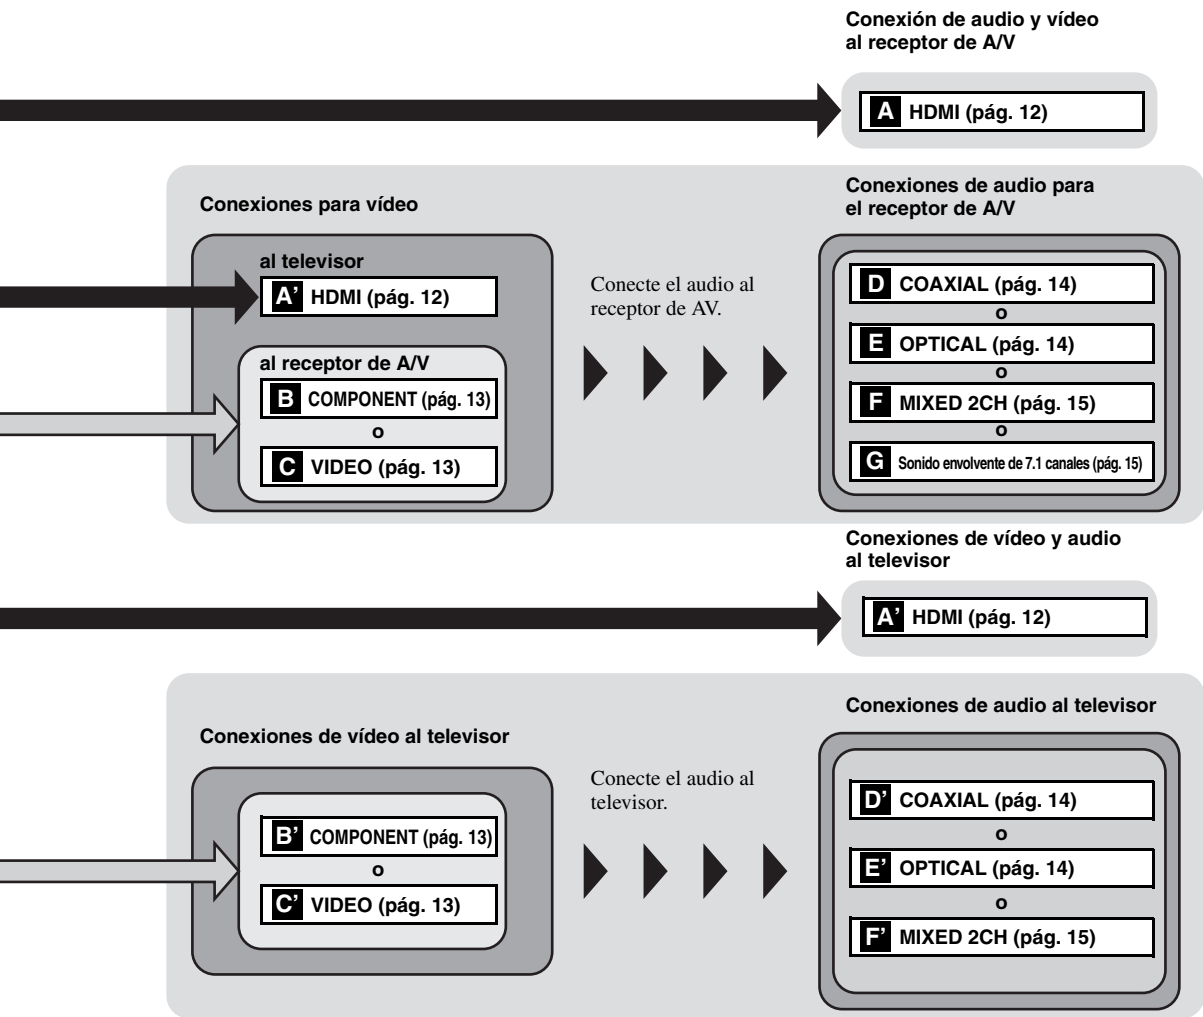 Conexión de audio y vídeo
al receptor de A/V
A HDMI (pág. 12)
Conexiones para vídeo
al televisor
A’ HDMI (pág. 12)
al receptor de A/V
B COMPONENT (pág. 13)
o
C VIDEO (pág. 13)
Conecte el audio al
receptor de AV.
Conexiones de audio para
el receptor de A/V
D COAXIAL (pág. 14)
o
E OPTICAL (pág. 14)
o
F MIXED 2CH (pág. 15)
o
G Sonido envolvente de 7.1 canales (pág. 15)
Conexiones de vídeo y audio
al televisor
A’ HDMI (pág. 12)
Conexiones de vídeo al televisor
B’ COMPONENT (pág. 13)
o
C’ VIDEO (pág. 13)
Conecte el audio al
televisor.
Conexiones de audio al televisor
D’ COAXIAL (pág. 14)
o
E’ OPTICAL (pág. 14)
o
F’ MIXED 2CH (pág. 15)